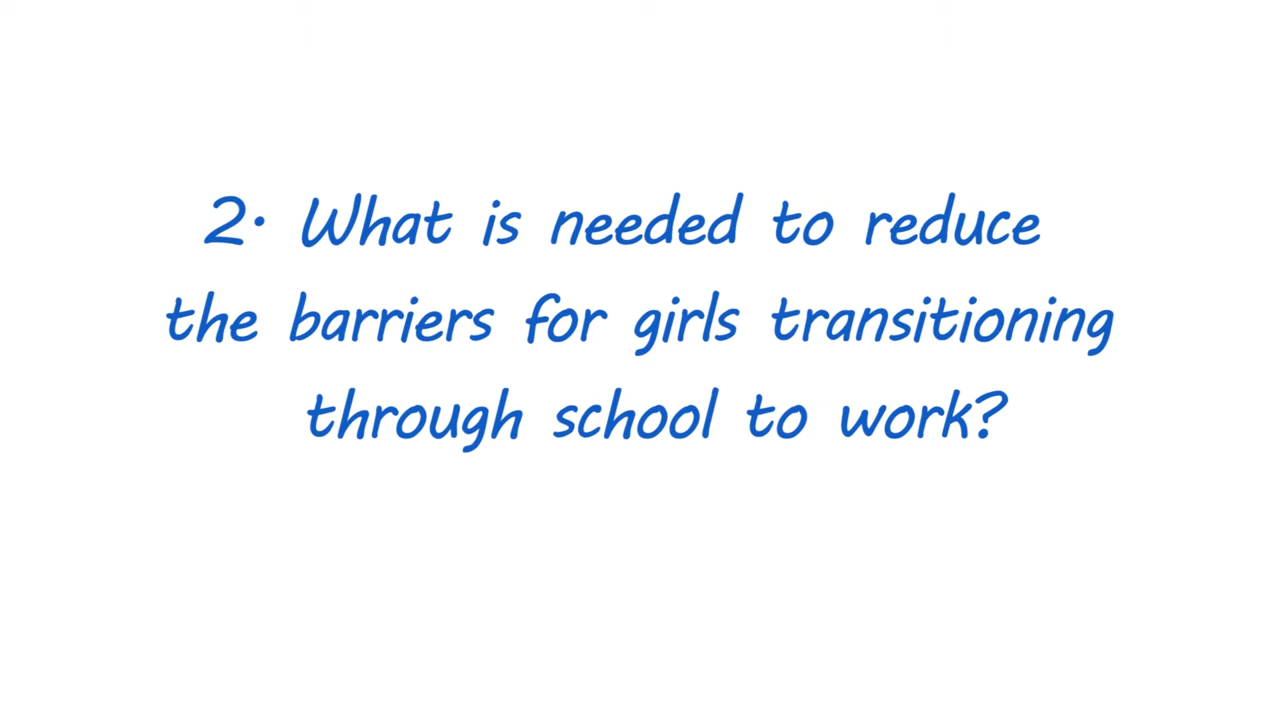 2. What is needed to reduce
the barriers for girls transitioning
through school to work?